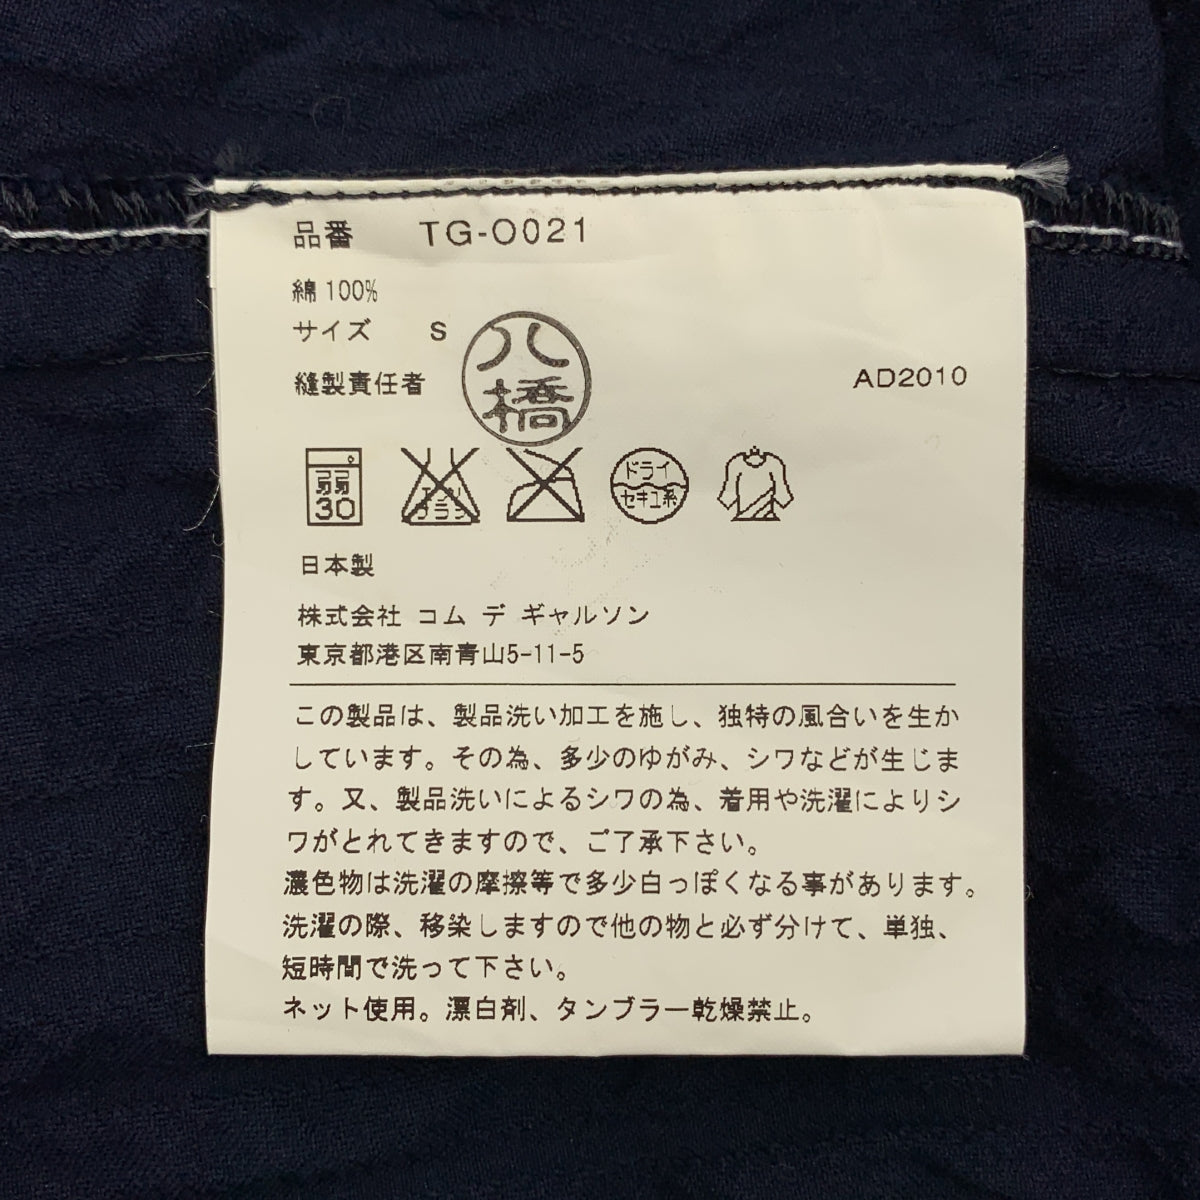 品番 TG-O021
綿100%
サイズ S
縫製責任者 八橋
AD2010
弱 30
エンソ サラシ
ドライ セキユ系
日本製
株式会社 コム デ ギャルソン
東京都港区南青山5-11-5
この製品は、製品洗い加工を施し、独特の風合いを生か
しています。その為、多少のゆがみ、シワなどが生じま
す。又、製品洗いによるシワの為、着用や洗濯によりシ
ワがとれてきますので、ご了承下さい。
濃色物は洗濯の摩擦等で多少白っぽくなる事があります。
洗濯の際、移染しますので他の物と必ず分けて、単独、
短時間で洗って下さい。
ネット使用。漂白剤、タンブラー乾燥禁止。